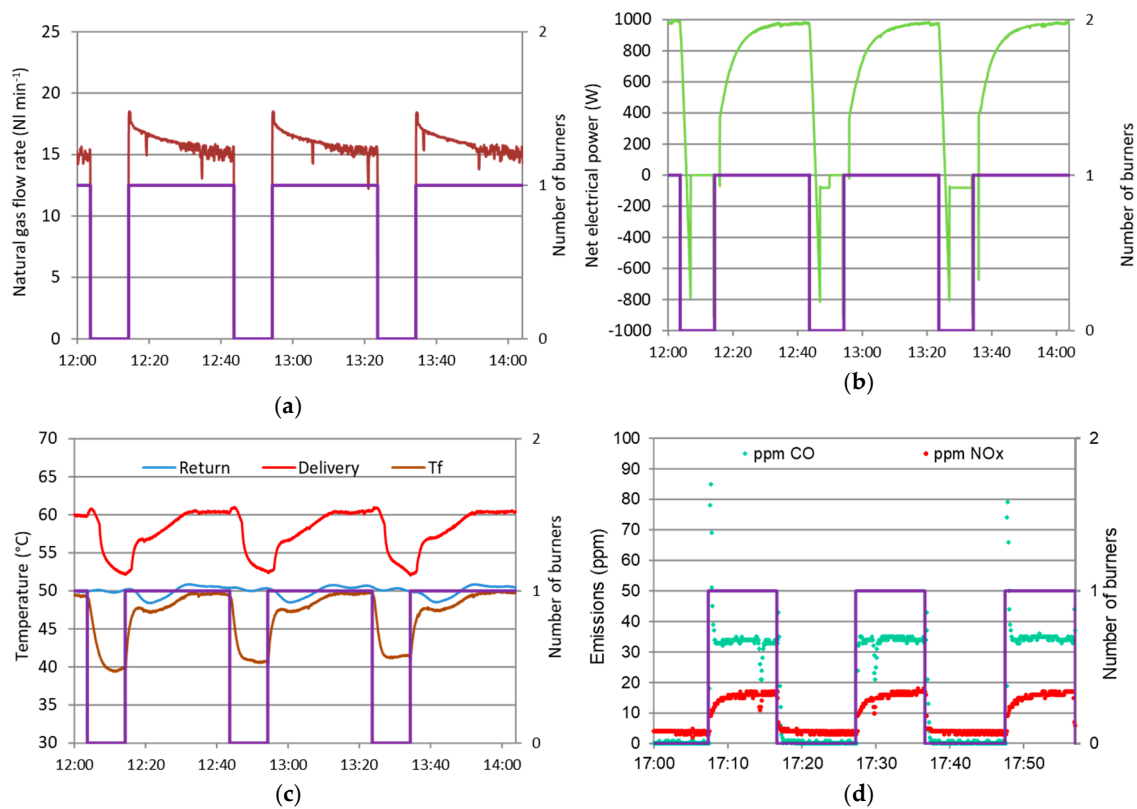 25
20
15
10
5
0
2
1
0
Natural gas flow rate (Nl min⁻¹)
Number of burners
12:00 12:20 12:40 13:00 13:20 13:40 14:00
(a)
1000
800
600
400
200
0
-200
-400
-600
-800
-1000
2
1
0
Net electrical power (W)
Number of burners
12:00 12:20 12:40 13:00 13:20 13:40 14:00
(b)
70
65
60
55
50
45
40
35
30
2
1
0
Return Delivery Tf
Temperature (°C)
Number of burners
12:00 12:20 12:40 13:00 13:20 13:40 14:00
(c)
100
90
80
70
60
50
40
30
20
10
0
2
1
0
ppm CO ppm NOx
Emissions (ppm)
Number of burners
17:00 17:10 17:20 17:30 17:40 17:50
(d)